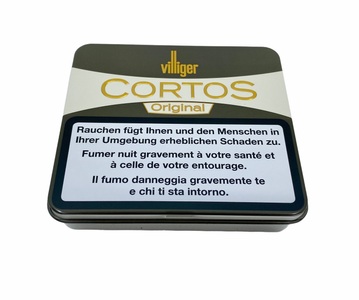 villiger
CORTOS
Original
Rauchen fügt Ihnen und den Menschen in
Ihrer Umgebung erheblichen Schaden zu.
Fumer nuit gravement à votre santé et
à celle de votre entourage.
Il fumo danneggia gravemente te
e chi ti sta intorno.